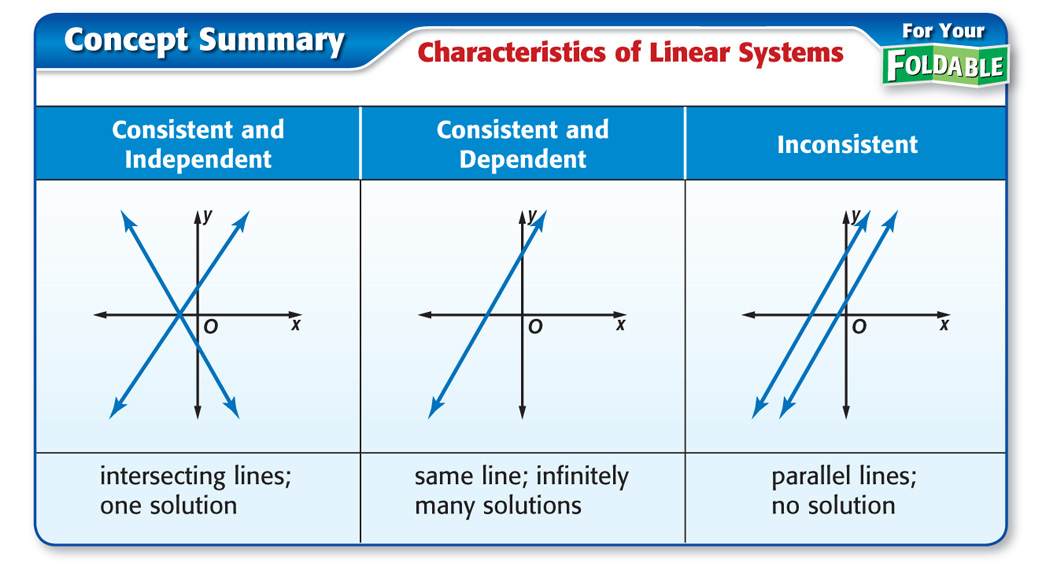 Concept Summary
Characteristics of Linear Systems
For Your
FOLDABLE
Consistent and
Independent
Consistent and
Dependent
Inconsistent
y
O
x
y
O
x
y
O
x
intersecting lines;
one solution
same line; infinitely
many solutions
parallel lines;
no solution